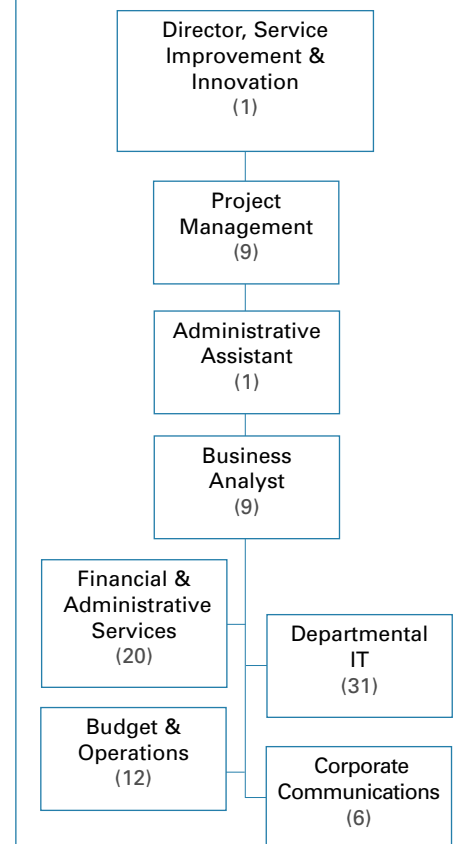 Director, Service
Improvement &
Innovation
(1)
Project
Management
(9)
Administrative
Assistant
(1)
Business
Analyst
(9)
Financial &
Administrative
Services
(20)
Departmental
IT
(31)
Budget &
Operations
(12)
Corporate
Communications
(6)